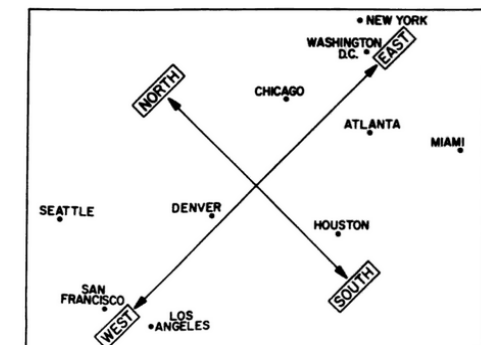 NEW YORK
WASHINGTON
D.C.
EAST
NORTH
CHICAGO
ATLANTA
MIAMI
SEATTLE
DENVER
HOUSTON
SAN
FRANCISCO
SOUTH
WEST
LOS
ANGELES